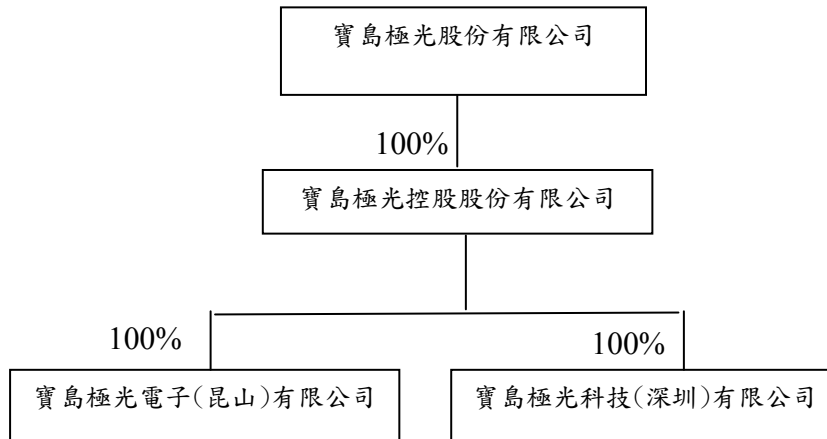 寶島極光股份有限公司
100%
寶島極光控股股份有限公司
100%
100%
寶島極光電子(昆山)有限公司
寶島極光科技(深圳)有限公司